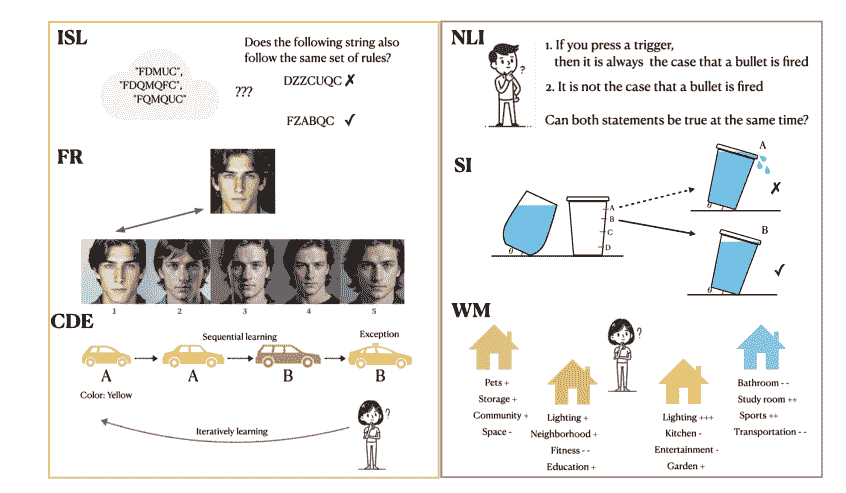 ISL
"FDMUC",
"FDQMQFC",
"FQMQUC"
???
Does the following string also
follow the same set of rules?
DZZCUQC ✗
FZABQC ✓
FR
1 2 3 4 5
CDE
Sequential learning
Exception
A A B B
Color: Yellow
Iteratively learning
?
NLI
?
1. If you press a trigger,
then it is always the case that a bullet is fired
2. It is not the case that a bullet is fired
Can both statements be true at the same time?
SI
θ
A
B
C
D
A
✗
θ
B
✓
θ
WM
?
Pets +
Storage +
Community +
Space -
Lighting +
Neighborhood +
Fitness - -
Education +
Lighting +++
Kitchen -
Entertainment -
Garden +
Bathroom - -
Study room ++
Sports ++
Transportation - -